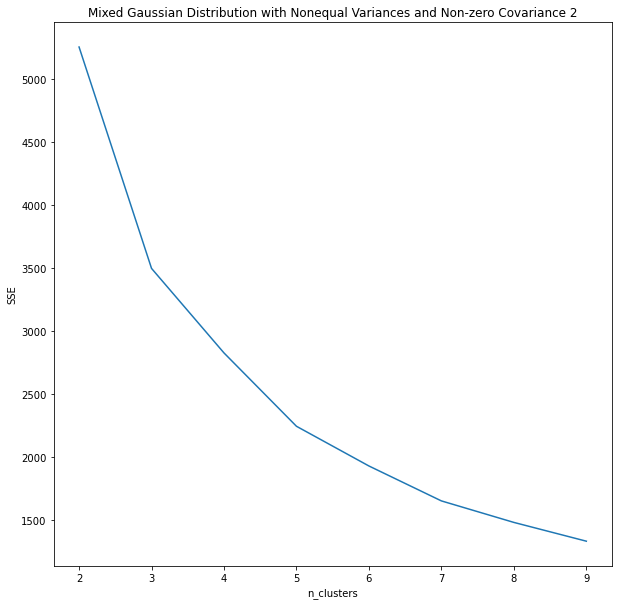 Mixed Gaussian Distribution with Nonequal Variances and Non-zero Covariance 2
5000
4500
4000
3500
3000
2500
2000
1500
SSE
2 3 4 5 6 7 8 9
n_clusters